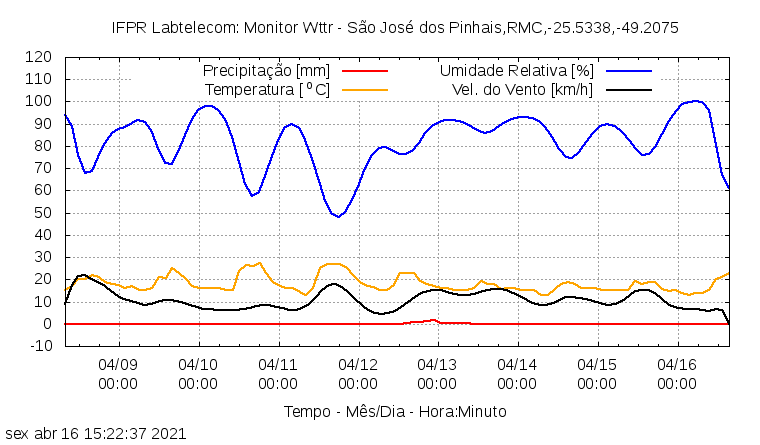 IFPR Labtelecom: Monitor Wttr - São José dos Pinhais,RMC,-25.5338,-49.2075
Precipitação [mm] Umidade Relativa [%]
Temperatura [⁰C] Vel. do Vento [km/h]
120
110
100
90
80
70
60
50
40
30
20
10
0
-10
04/09 04/10 04/11 04/12 04/13 04/14 04/15 04/16
00:00 00:00 00:00 00:00 00:00 00:00 00:00 00:00
Tempo - Mês/Dia - Hora:Minuto
sex abr 16 15:22:37 2021